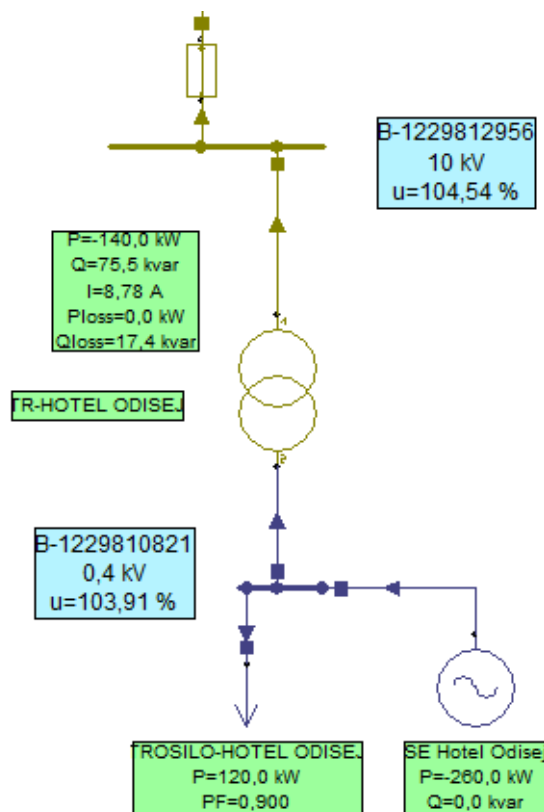 B-1229812956
10 kV
u=104,54 %
P=-140,0 kW
Q=75,5 kvar
I=8,78 A
Ploss=0,0 kW
Qloss=17,4 kvar
1
TR-HOTEL ODISEJ
2
B-1229810821
0,4 kV
u=103,91 %
TROSILO-HOTEL ODISEJ
P=120,0 kW
PF=0,900
SE Hotel Odisej
P=-260,0 kW
Q=0,0 kvar